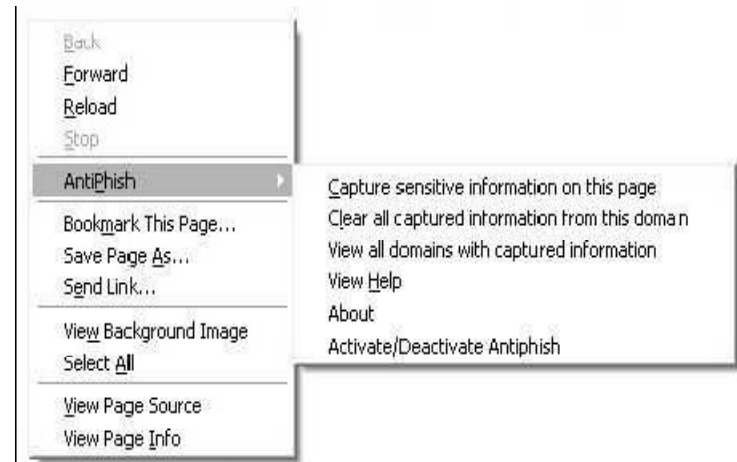 Back
Forward
Reload
Stop
AntiPhish
Bookmark This Page...
Save Page As...
Send Link...
View Background Image
Select All
View Page Source
View Page Info
Capture sensitive information on this page
Clear all captured information from this domain
View all domains with captured information
View Help
About
Activate/Deactivate Antiphish